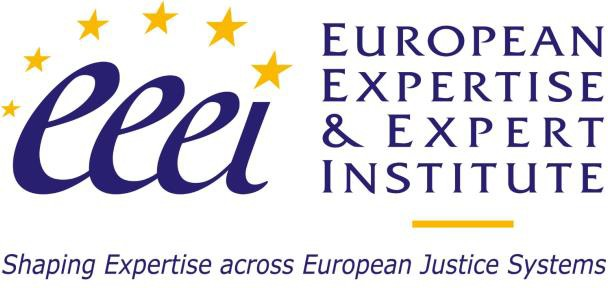 eeei
EUROPEAN
EXPERTISE
& EXPERT
INSTITUTE
Shaping Expertise across European Justice Systems